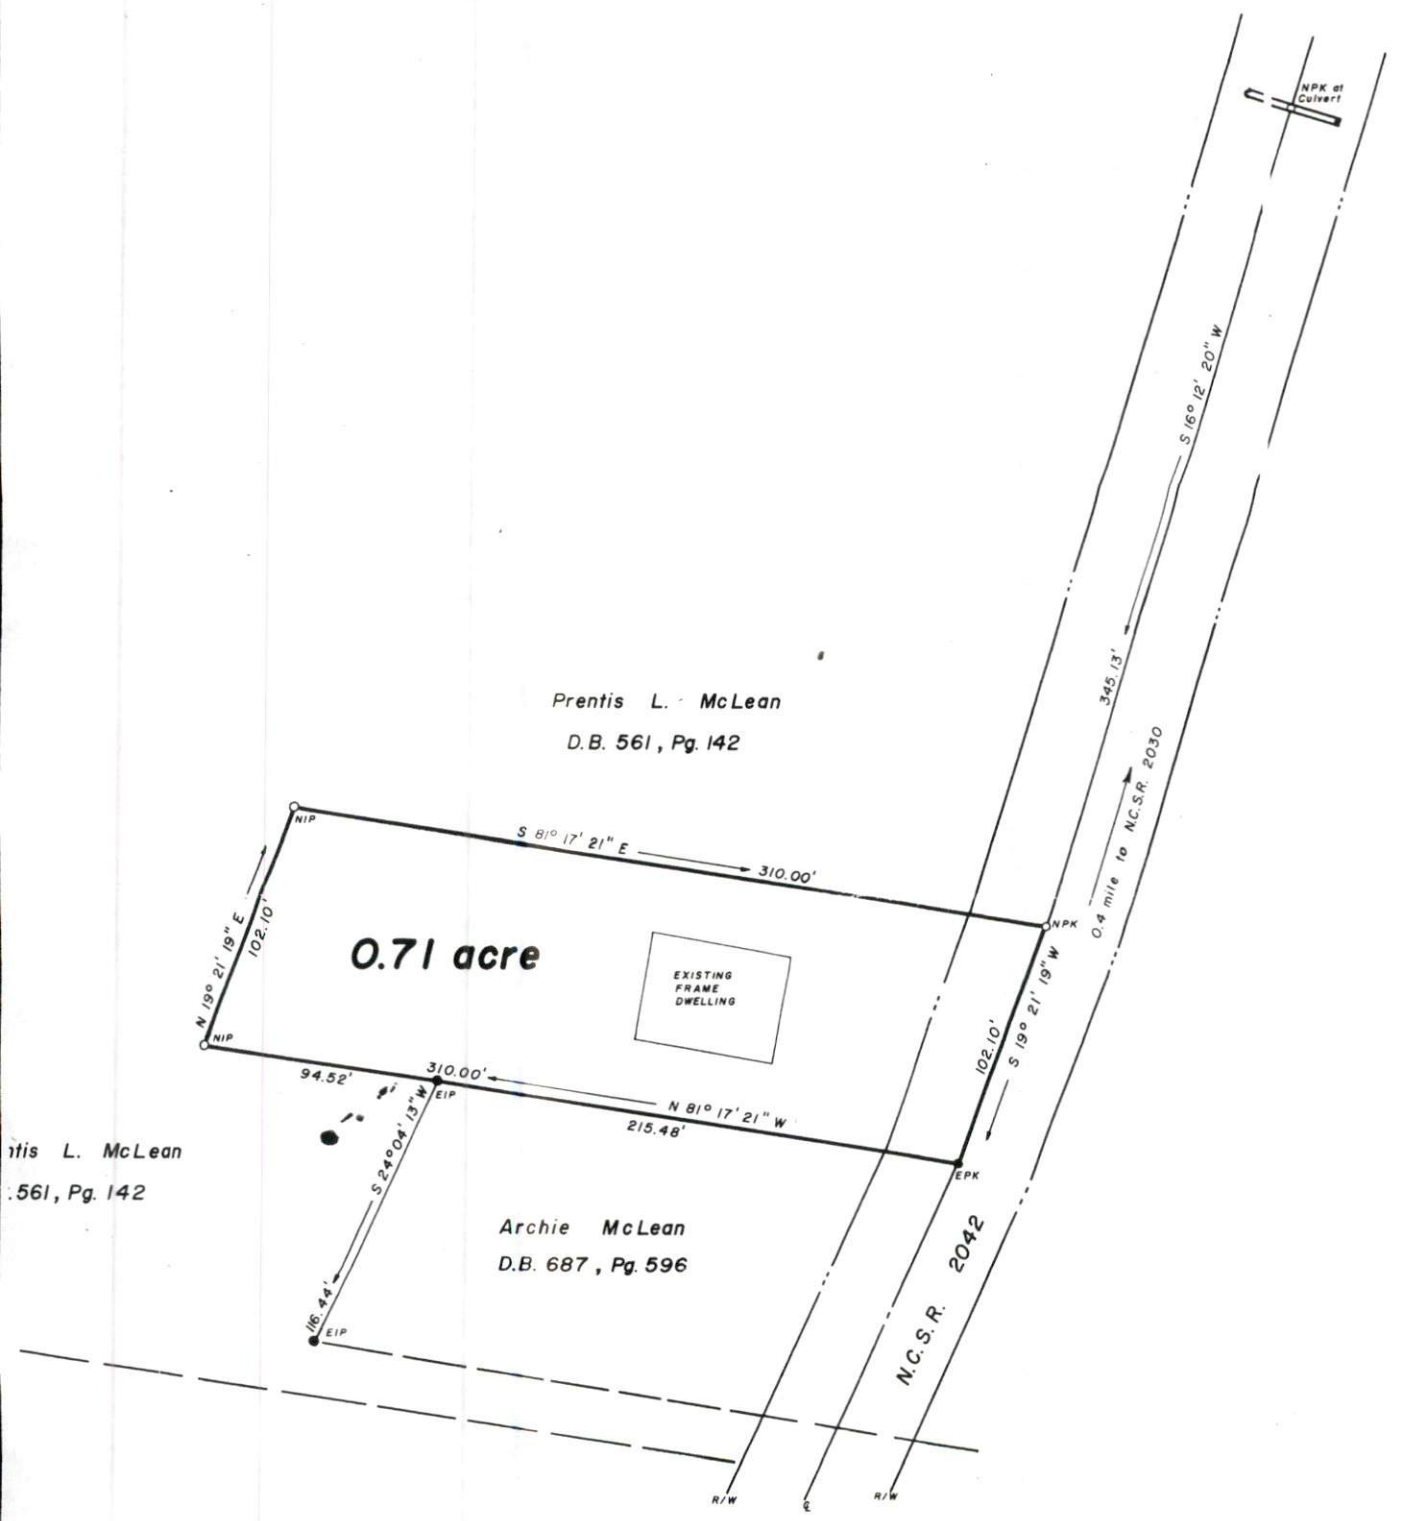 NPK at
Culvert
S 16° 12' 20" W
345.13'
0.4 mile to N.C.S.R. 2030
Prentis L. McLean
D.B. 561, Pg. 142
NIP
S 81° 17' 21" E
310.00'
NPK
N 19° 21' 19" E
102.10'
0.71 acre
EXISTING
FRAME
DWELLING
S 19° 21' 19" W
102.10'
NIP
94.52'
310.00'
EIP
N 81° 17' 21" W
215.48'
EPK
S 24° 04' 13" W
116.44'
EIP
ntis L. McLean
.561, Pg. 142
Archie McLean
D.B. 687, Pg. 596
N.C.S.R. 2042
R/W
℄
R/W